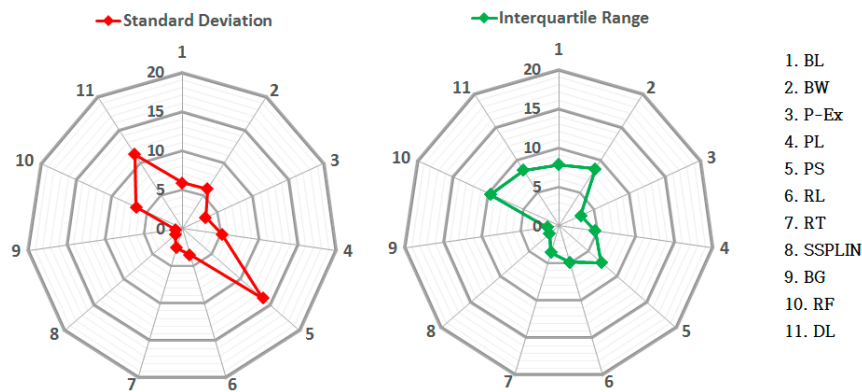 Standard Deviation
1
2
3
4
5
6
7
8
9
10
11
20
15
10
5
0
Interquartile Range
1
2
3
4
5
6
7
8
9
10
11
20
15
10
5
0
1. BL
2. BW
3. P-Ex
4. PL
5. PS
6. RL
7. RT
8. SSPLIN
9. BG
10. RF
11. DL